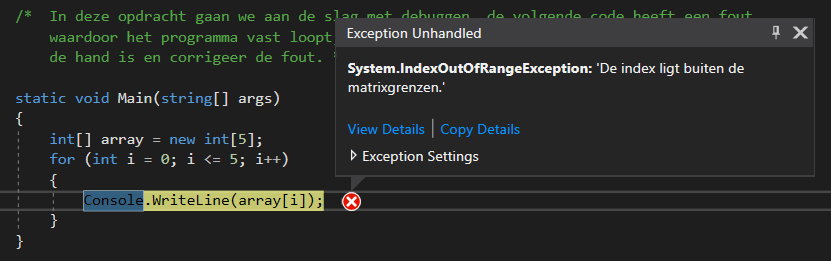 /* In deze opdracht gaan we aan de slag met debuggen, de volgende code heeft een fout
waardoor het programma vast loopt
de hand is en corrigeer de fout.
Exception Unhandled
System.IndexOutOfRangeException: 'De index ligt buiten de
matrixgrenzen.'
View Details | Copy Details
Exception Settings
static void Main(string[] args)
{
int[] array = new int[5];
for (int i = 0; i <= 5; i++)
{
Console.WriteLine(array[i]);
}
}